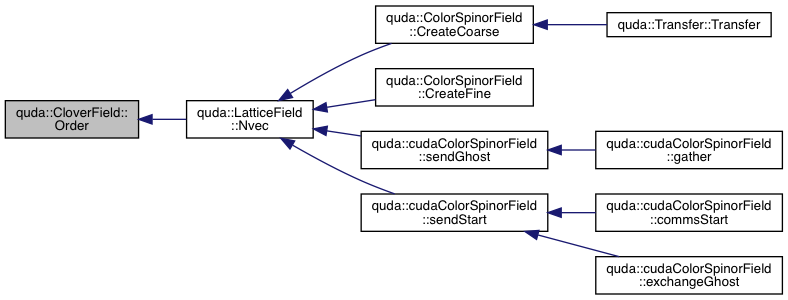 quda::CloverField::
Order
quda::LatticeField
::Nvec
quda::ColorSpinorField
::CreateCoarse
quda::Transfer::Transfer
quda::ColorSpinorField
::CreateFine
quda::cudaColorSpinorField
::sendGhost
quda::cudaColorSpinorField
::gather
quda::cudaColorSpinorField
::sendStart
quda::cudaColorSpinorField
::commsStart
quda::cudaColorSpinorField
::exchangeGhost